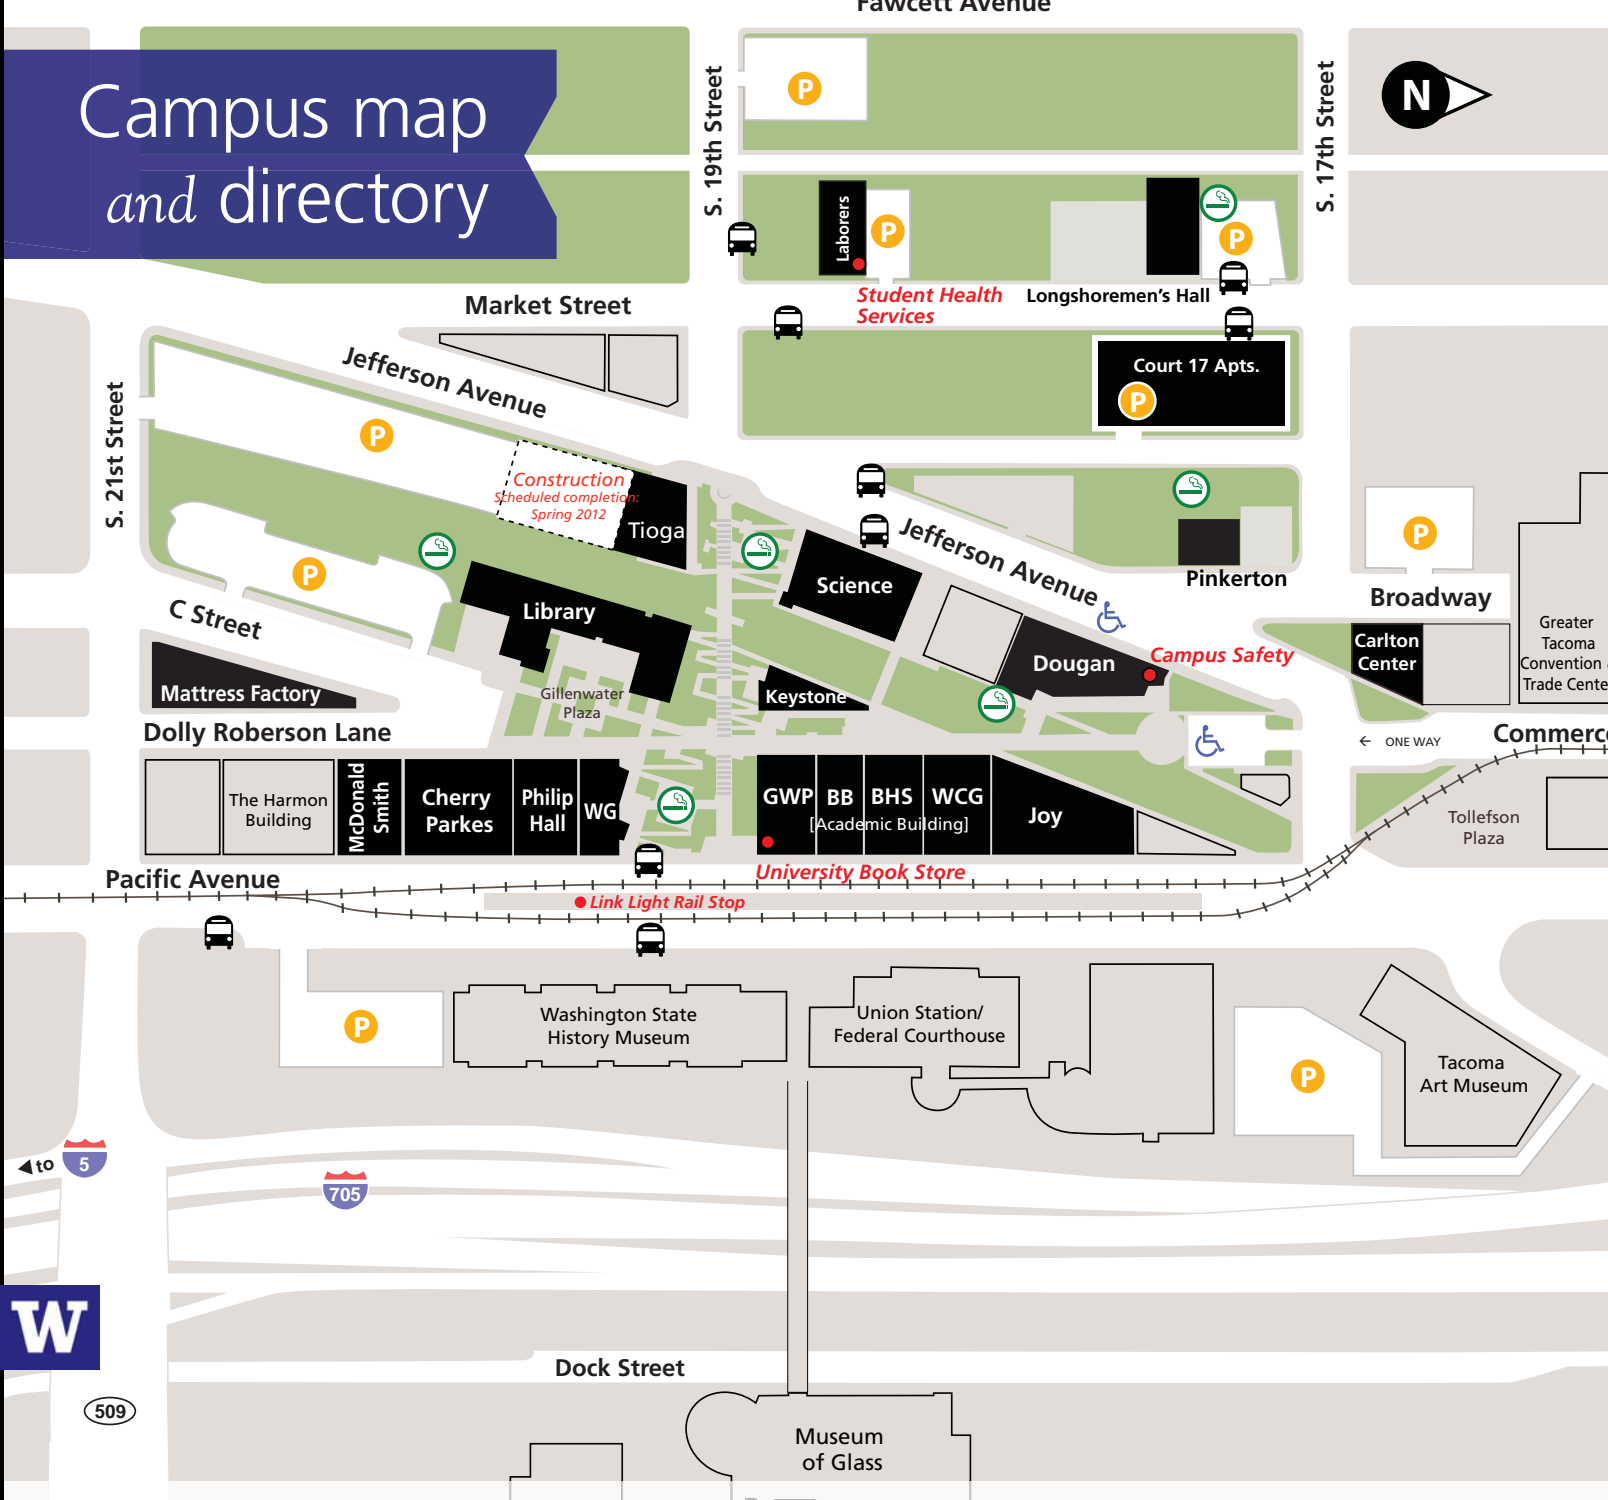 Fawcett Avenue
Campus map
and directory
S. 19th Street
S. 17th Street
N
P
Laborers
P
P
Student Health
Services
Longshoremen's Hall
Market Street
Jefferson Avenue
Court 17 Apts.
P
S. 21st Street
P
Construction
Scheduled completion:
Spring 2012
Tioga
Jefferson Avenue
Pinkerton
P
Broadway
P
C Street
Library
Science
Greater
Tacoma
Convention
Trade Cente
Carlton
Center
Dougan
Campus Safety
Mattress Factory
Gillenwater
Plaza
Keystone
Dolly Roberson Lane
← ONE WAY
Commerc
The Harmon
Building
McDonald
Smith
Cherry
Parkes
Philip
Hall
WG
GWP
BB
BHS
WCG
[Academic Building]
Joy
Tollefson
Plaza
University Book Store
Pacific Avenue
Link Light Rail Stop
P
Washington State
History Museum
Union Station/
Federal Courthouse
P
Tacoma
Art Museum
to
5
705
W
Dock Street
509
Museum
of Glass